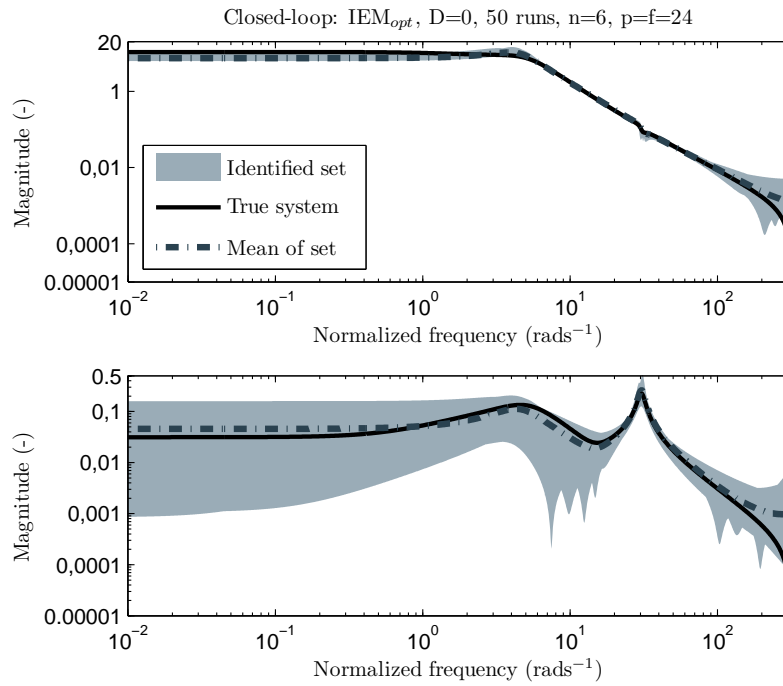 Closed-loop: IEM_opt, D=0, 50 runs, n=6, p=f=24
20
1
0,01
0,0001
0.00001
Magnitude (-)
Identified set
True system
Mean of set
10^-2
10^-1
10^0
10^1
10^2
Normalized frequency (rads^-1)
0.5
0,1
0,01
0,001
0,0001
0.00001
Magnitude (-)
10^-2
10^-1
10^0
10^1
10^2
Normalized frequency (rads^-1)